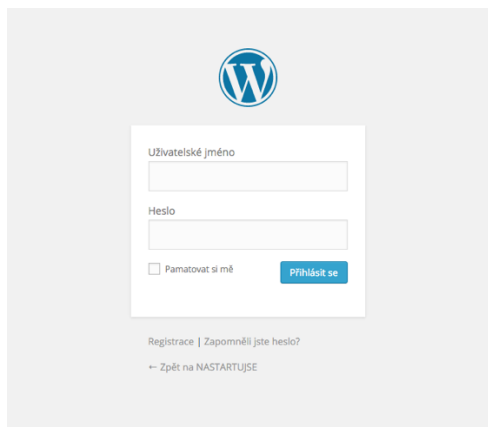 Uživatelské jméno
Heslo
Pamatovat si mě
Přihlásit se
Registrace | Zapomněli jste heslo?
← Zpět na NASTARTUJSE